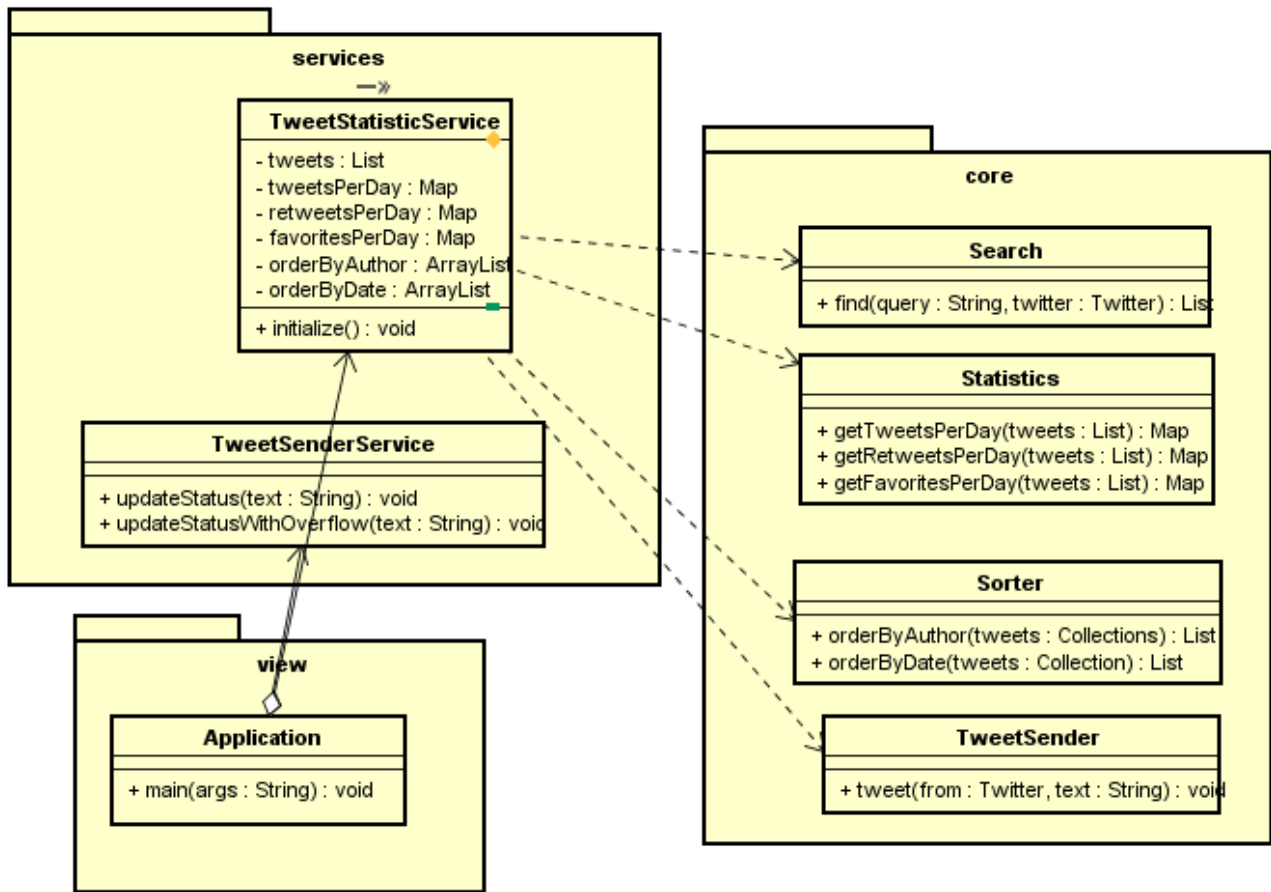 services
TweetStatisticService
- tweets : List
- tweetsPerDay : Map
- retweetsPerDay : Map
- favoritesPerDay : Map
- orderByAuthor : ArrayList
- orderByDate : ArrayList
+ initialize() : void
TweetSenderService
+ updateStatus(text : String) : void
+ updateStatusWithOverflow(text : String) : void
view
Application
+ main(args : String) : void
core
Search
+ find(query : String, twitter : Twitter) : List
Statistics
+ getTweetsPerDay(tweets : List) : Map
+ getRetweetsPerDay(tweets : List) : Map
+ getFavoritesPerDay(tweets : List) : Map
Sorter
+ orderByAuthor(tweets : Collections) : List
+ orderByDate(tweets : Collection) : List
TweetSender
+ tweet(from : Twitter, text : String) : void